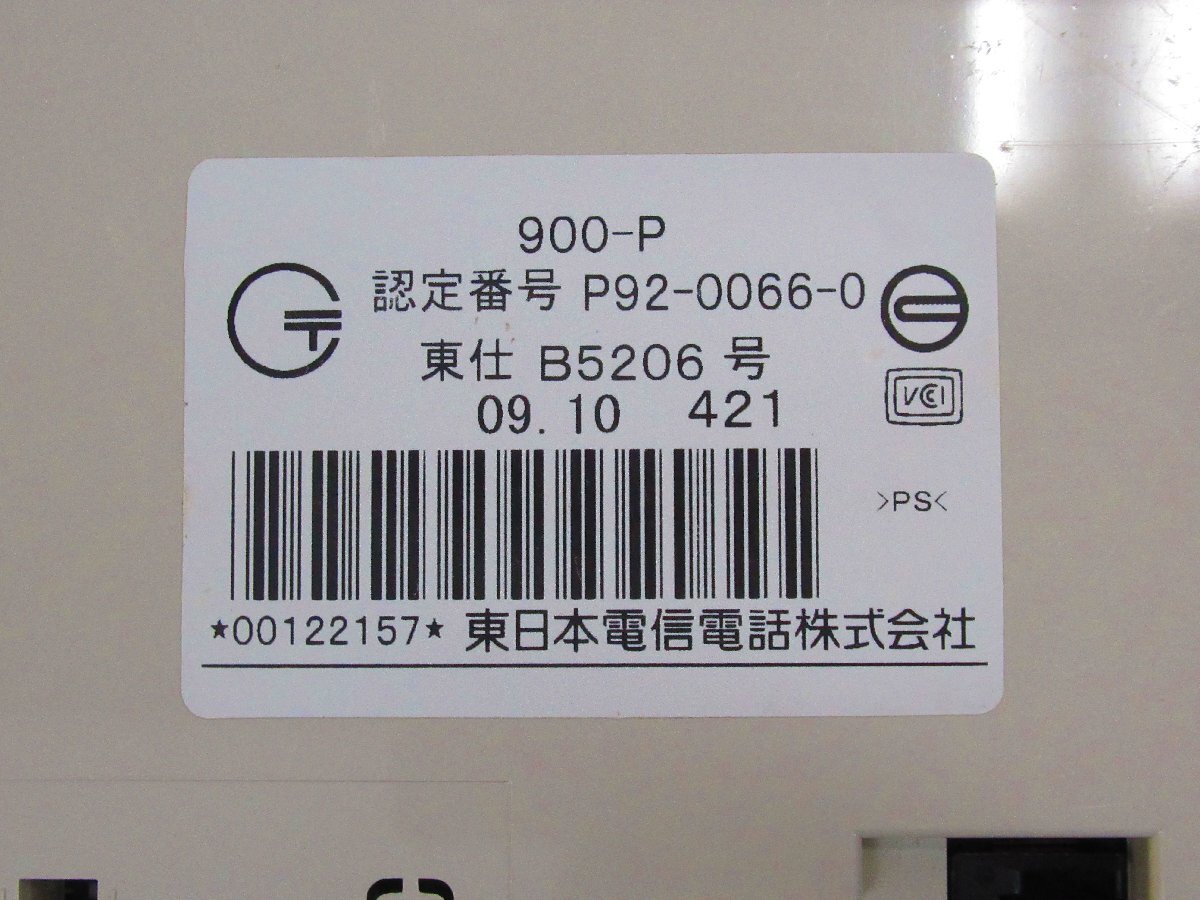 900-P
認定番号 P92-0066-0
東仕 B5206 号
09.10 421
VCCI
>PS<
*00122157* 東日本電信電話株式会社